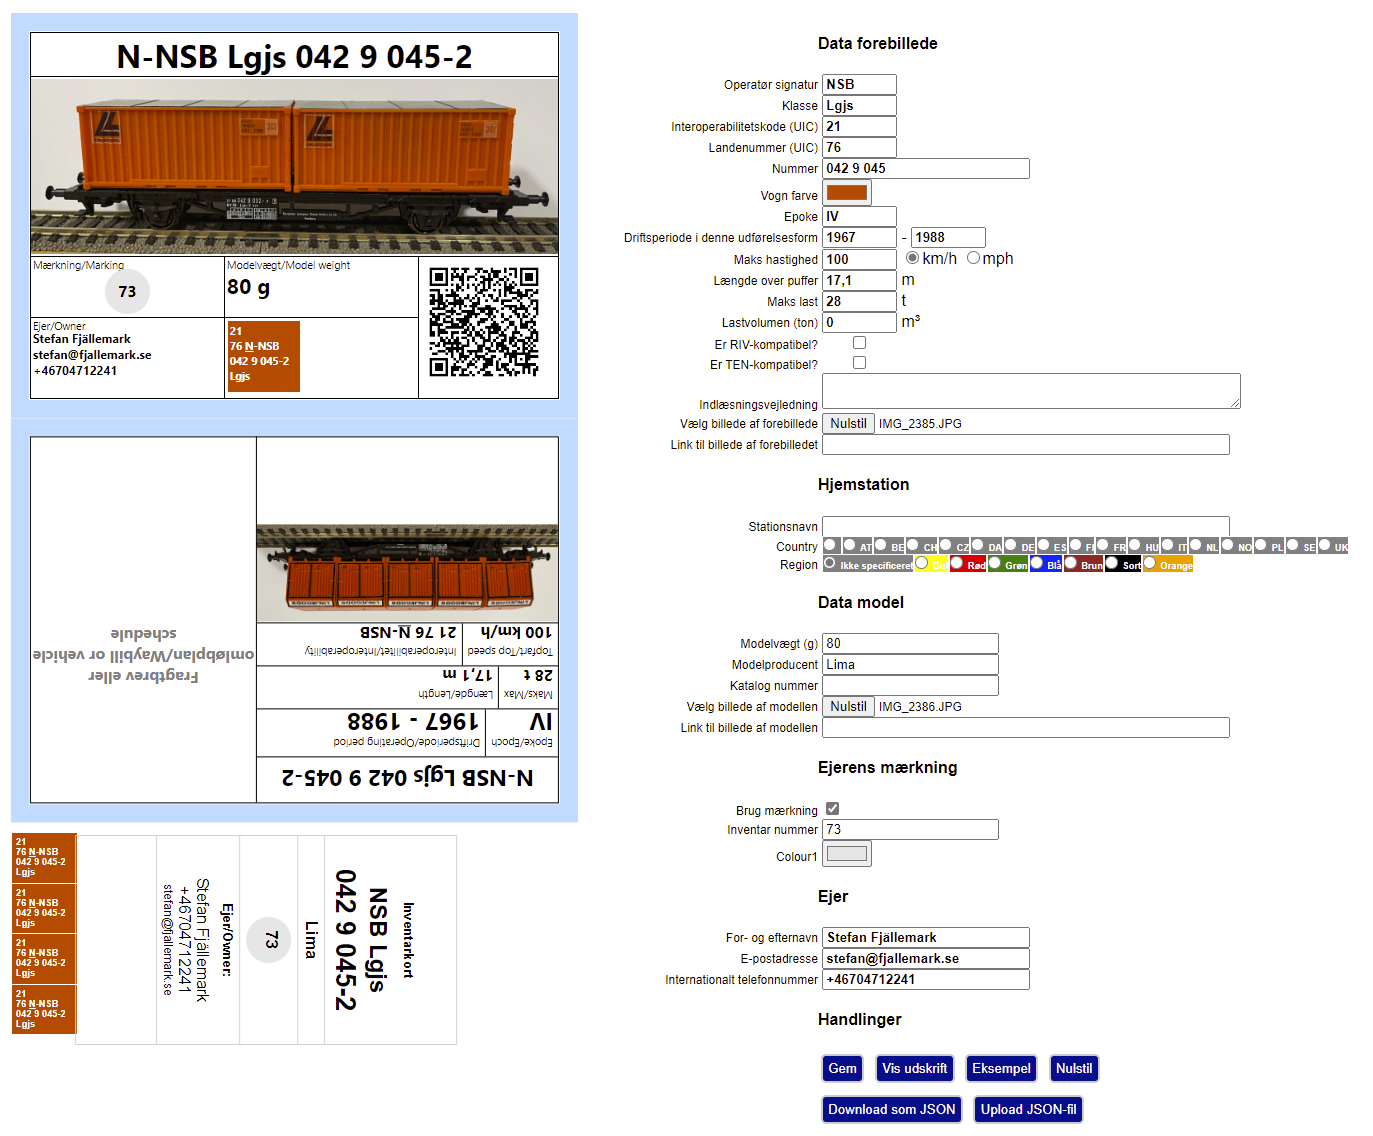 N-NSB Lgjs 042 9 045-2
Mærkning/Marking
73
Modelvægt/Model weight
80 g
Ejer/Owner
Stefan Fjällemark
stefan@fjallemark.se
+46704712241
21
76 N-NSB
042 9 045-2
Lgjs
Fragtbrev eller
omløbpplan/Waybill or vehicle
schedule
N-NSB Lgjs 042 9 045-2
Epoke/Epoch
IV
Driftsperiode/Operating period
1967 - 1988
Maks/Max
28 t
Længde/Length
17,1 m
Topfart/Top speed
100 km/h
Interoperabilitet/Interoperability
21 76 N-NSB
21
76 N-NSB
042 9 045-2
Lgjs
21
76 N-NSB
042 9 045-2
Lgjs
21
76 N-NSB
042 9 045-2
Lgjs
21
76 N-NSB
042 9 045-2
Lgjs
Inventarkort
NSB Lgjs
042 9 045-2
Lima
73
Ejer/Owner:
Stefan Fjällemark
+46704712241
stefan@fjallemark.se
Data forebillede
Operatør signatur NSB
Klasse Lgjs
Interoperabilitetskode (UIC) 21
Landenummer (UIC) 76
Nummer 042 9 045
Vogn farve
Epoke IV
Driftsperiode i denne udførelsesform 1967 - 1988
Maks hastighed 100 km/h mph
Længde over puffer 17,1 m
Maks last 28 t
Lastvolumen (ton) 0 m³
Er RIV-kompatibel?
Er TEN-kompatibel?
Indlæsningsvejledning
Vælg billede af forebillede Nulstil IMG_2385.JPG
Link til billede af forebilledet
Hjemstation
Stationsnavn
Country AT BE CH CZ DA DE ES FI FR HU IT NL NO PL SE UK
Region Ikke specificeret Gul Rød Grøn Blå Brun Sort Orange
Data model
Modelvægt (g) 80
Modelproducent Lima
Katalog nummer
Vælg billede af modellen Nulstil IMG_2386.JPG
Link til billede af modellen
Ejerens mærkning
Brug mærkning
Inventar nummer 73
Colour1
Ejer
For- og efternavn Stefan Fjällemark
E-postadresse stefan@fjallemark.se
Internationalt telefonnummer +46704712241
Handlinger
Gem Vis udskrift Eksempel Nulstil
Download som JSON Upload JSON-fil